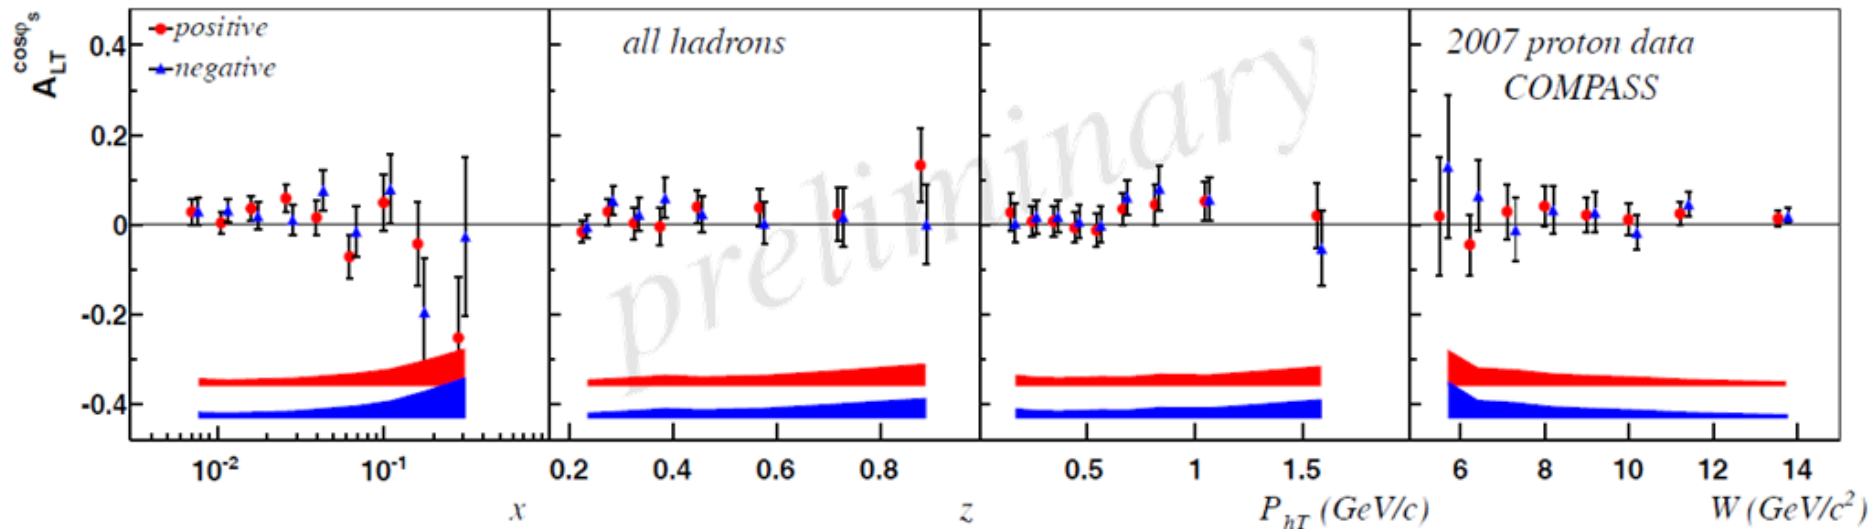 A_LT^cosφs
positive
negative
all hadrons
2007 proton data
COMPASS
preliminary
0.4
0.2
0
-0.2
-0.4
10^-2 10^-1
0.2 0.4 0.6 0.8
0.5 1 1.5
6 8 10 12 14
x
z
P_hT (GeV/c)
W (GeV/c^2)